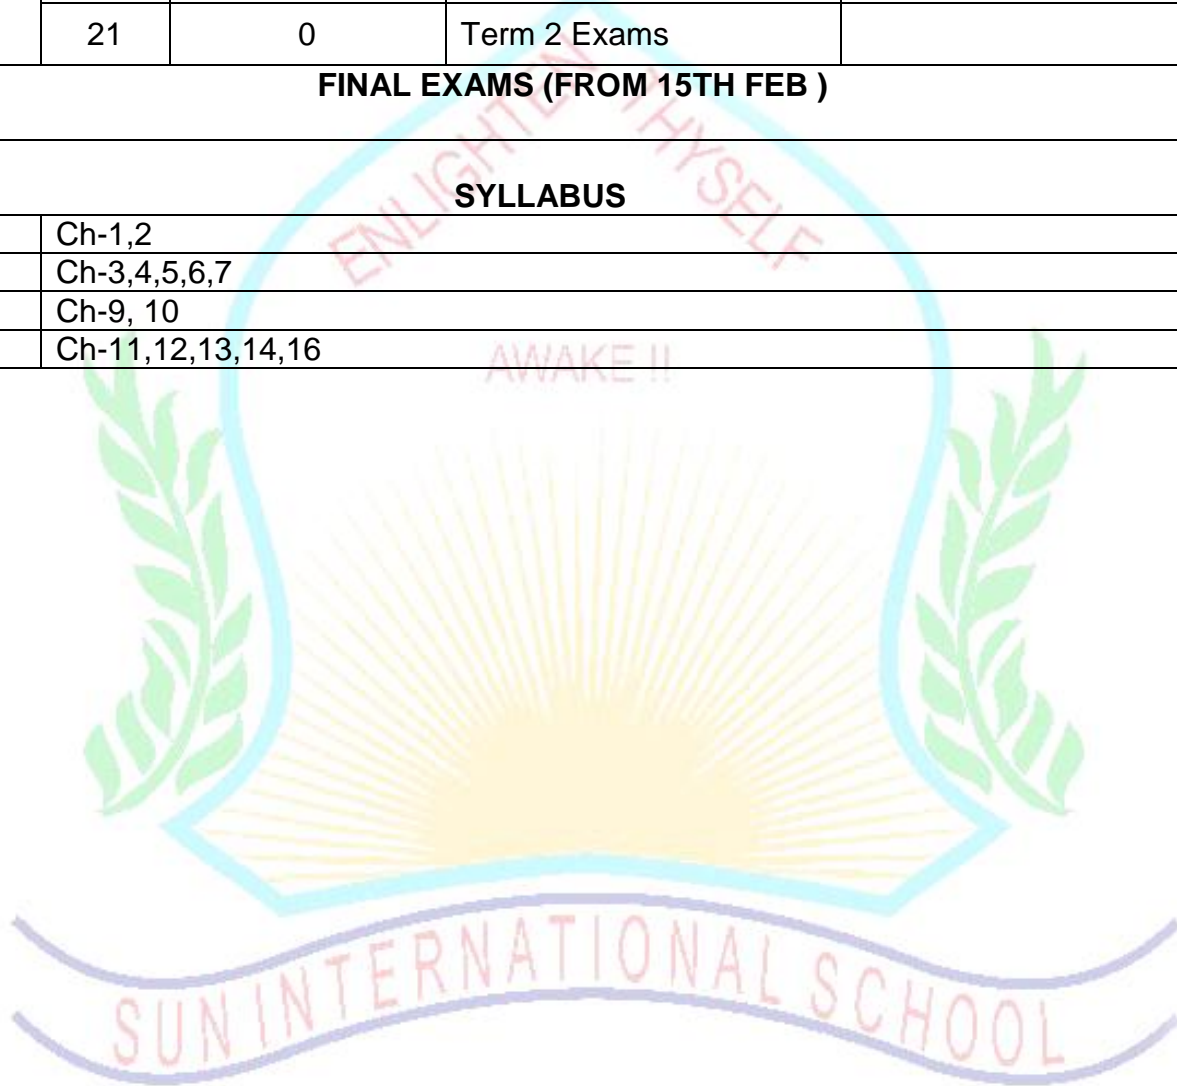 21 0 Term 2 Exams
FINAL EXAMS (FROM 15TH FEB )
SYLLABUS
Ch-1,2
Ch-3,4,5,6,7
Ch-9, 10
Ch-11,12,13,14,16
ENLIGHTEN THYSELF
AWAKE !!
SUN INTERNATIONAL SCHOOL